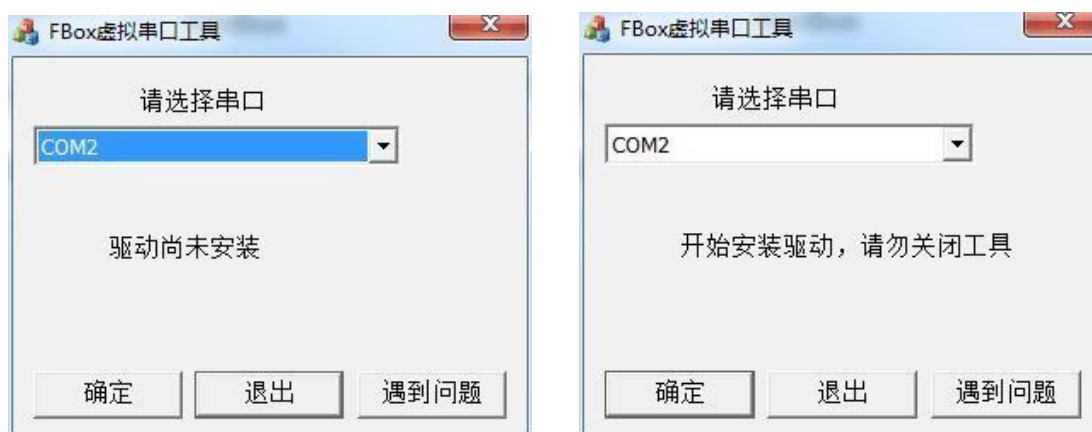 FBox虚拟串口工具
请选择串口
COM2
驱动尚未安装
确定 退出 遇到问题
FBox虚拟串口工具
请选择串口
COM2
开始安装驱动，请勿关闭工具
确定 退出 遇到问题